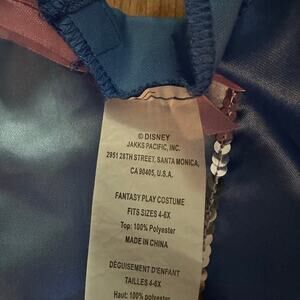 © DISNEY
JAKKS PACIFIC, INC.
2951 28TH STREET, SANTA MONICA,
CA 90405, U.S.A.
FANTASY PLAY COSTUME
FITS SIZES 4-6X
Top: 100% Polyester
MADE IN CHINA
DÉGUISEMENT D'ENFANT
TAILLES 4-6X
Haut: 100% polyester